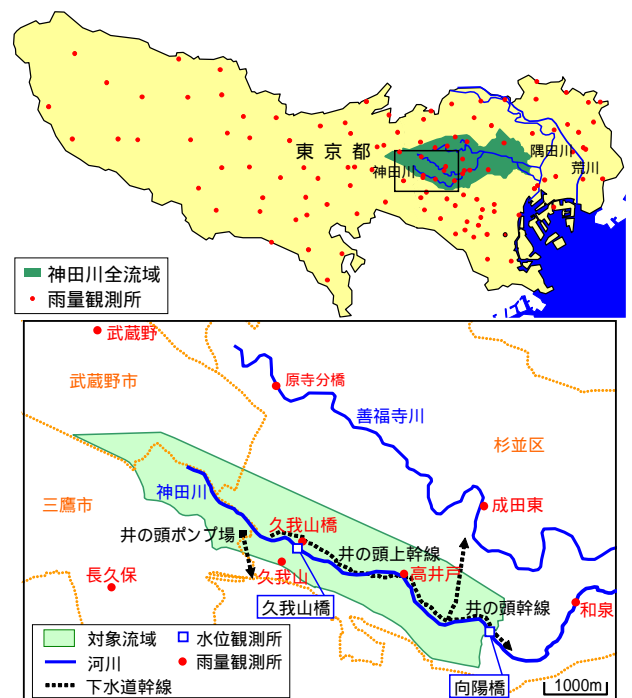 東京都
神田川
隅田川
荒川
神田川全流域
雨量観測所
武蔵野
武蔵野市
原寺分橋
善福寺川
杉並区
神田川
三鷹市
成田東
久我山橋
井の頭ポンプ場
井の頭上幹線
久我山
高井戸
長久保
久我山橋
井の頭幹線
和泉
対象流域
水位観測所
河川
雨量観測所
下水道幹線
向陽橋
1000m